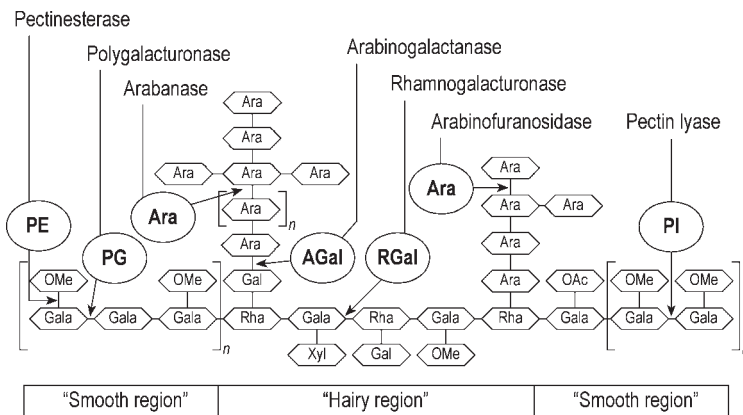 Pectinesterase
Polygalacturonase
Arabanase
Arabinogalactanase
Rhamnogalacturonase
Arabinofuranosidase
Pectin lyase
Ara
Ara
Ara Ara Ara
Ara
Ara n
Ara
Ara
Ara
Ara Ara
Ara
Ara
PE
PG
AGal
RGal
PI
OMe OMe Gal Ara OAc OMe OMe
Gala Gala Gala n Rha Gala Rha Gala Rha Gala Gala Gala
Xyl Gal OMe
"Smooth region" "Hairy region" "Smooth region"